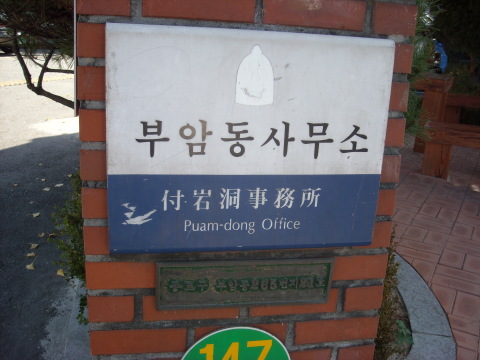 부암동사무소
付岩洞事務所
Puam-dong Office
147